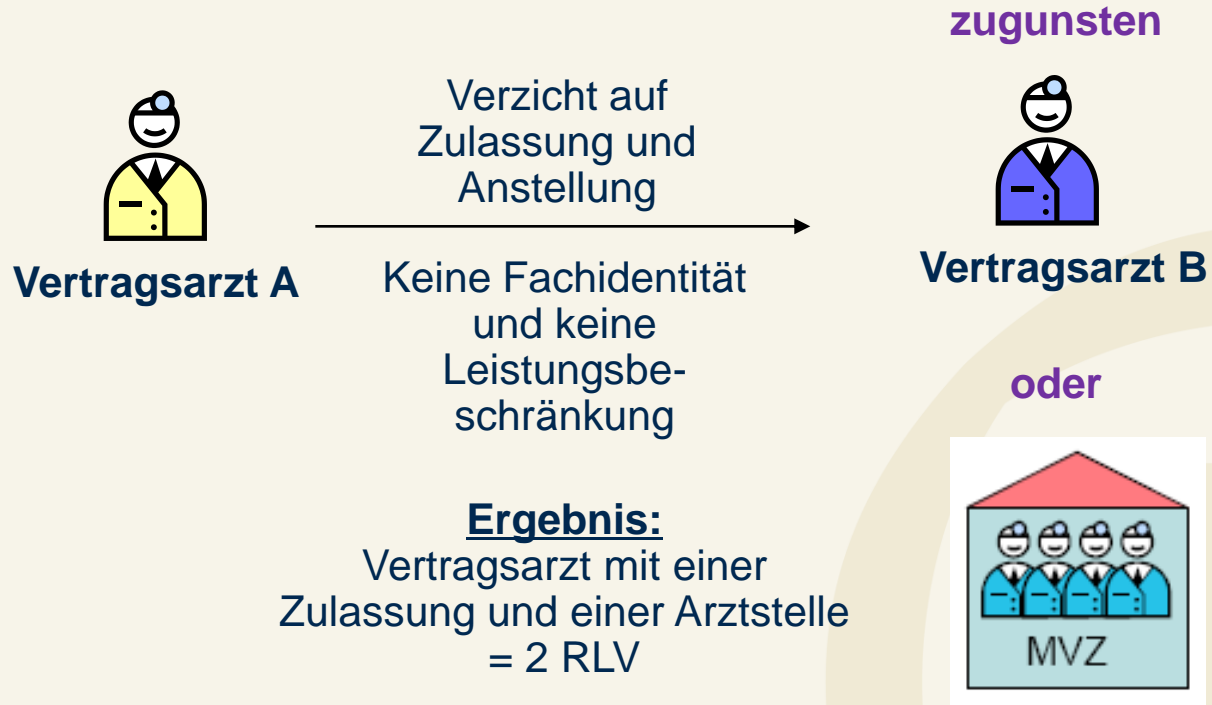 zugunsten
Verzicht auf
Zulassung und
Anstellung
Vertragsarzt A
Vertragsarzt B
Keine Fachidentität
und keine
Leistungsbe-
schränkung
oder
Ergebnis:
Vertragsarzt mit einer
Zulassung und einer Arztstelle
= 2 RLV
MVZ